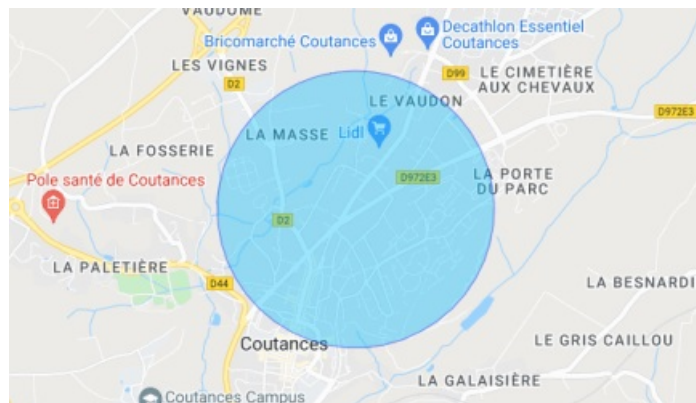 VAUDÔME
Decathlon Essentiel
Coutances
Bricomarché Coutances
LES VIGNES
D99
LE CIMETIÈRE
AUX CHEVAUX
D2
LE VAUDON
D972E3
LA MASSE
Lidl
LA FOSSERIE
D972E3
LA PORTE
DU PARC
Pole santé de Coutances
D2
LA PALETIÈRE
D44
LA BESNARDI
Coutances
LE GRIS CAILLOU
LA GALAISIÈRE
Coutances Campus